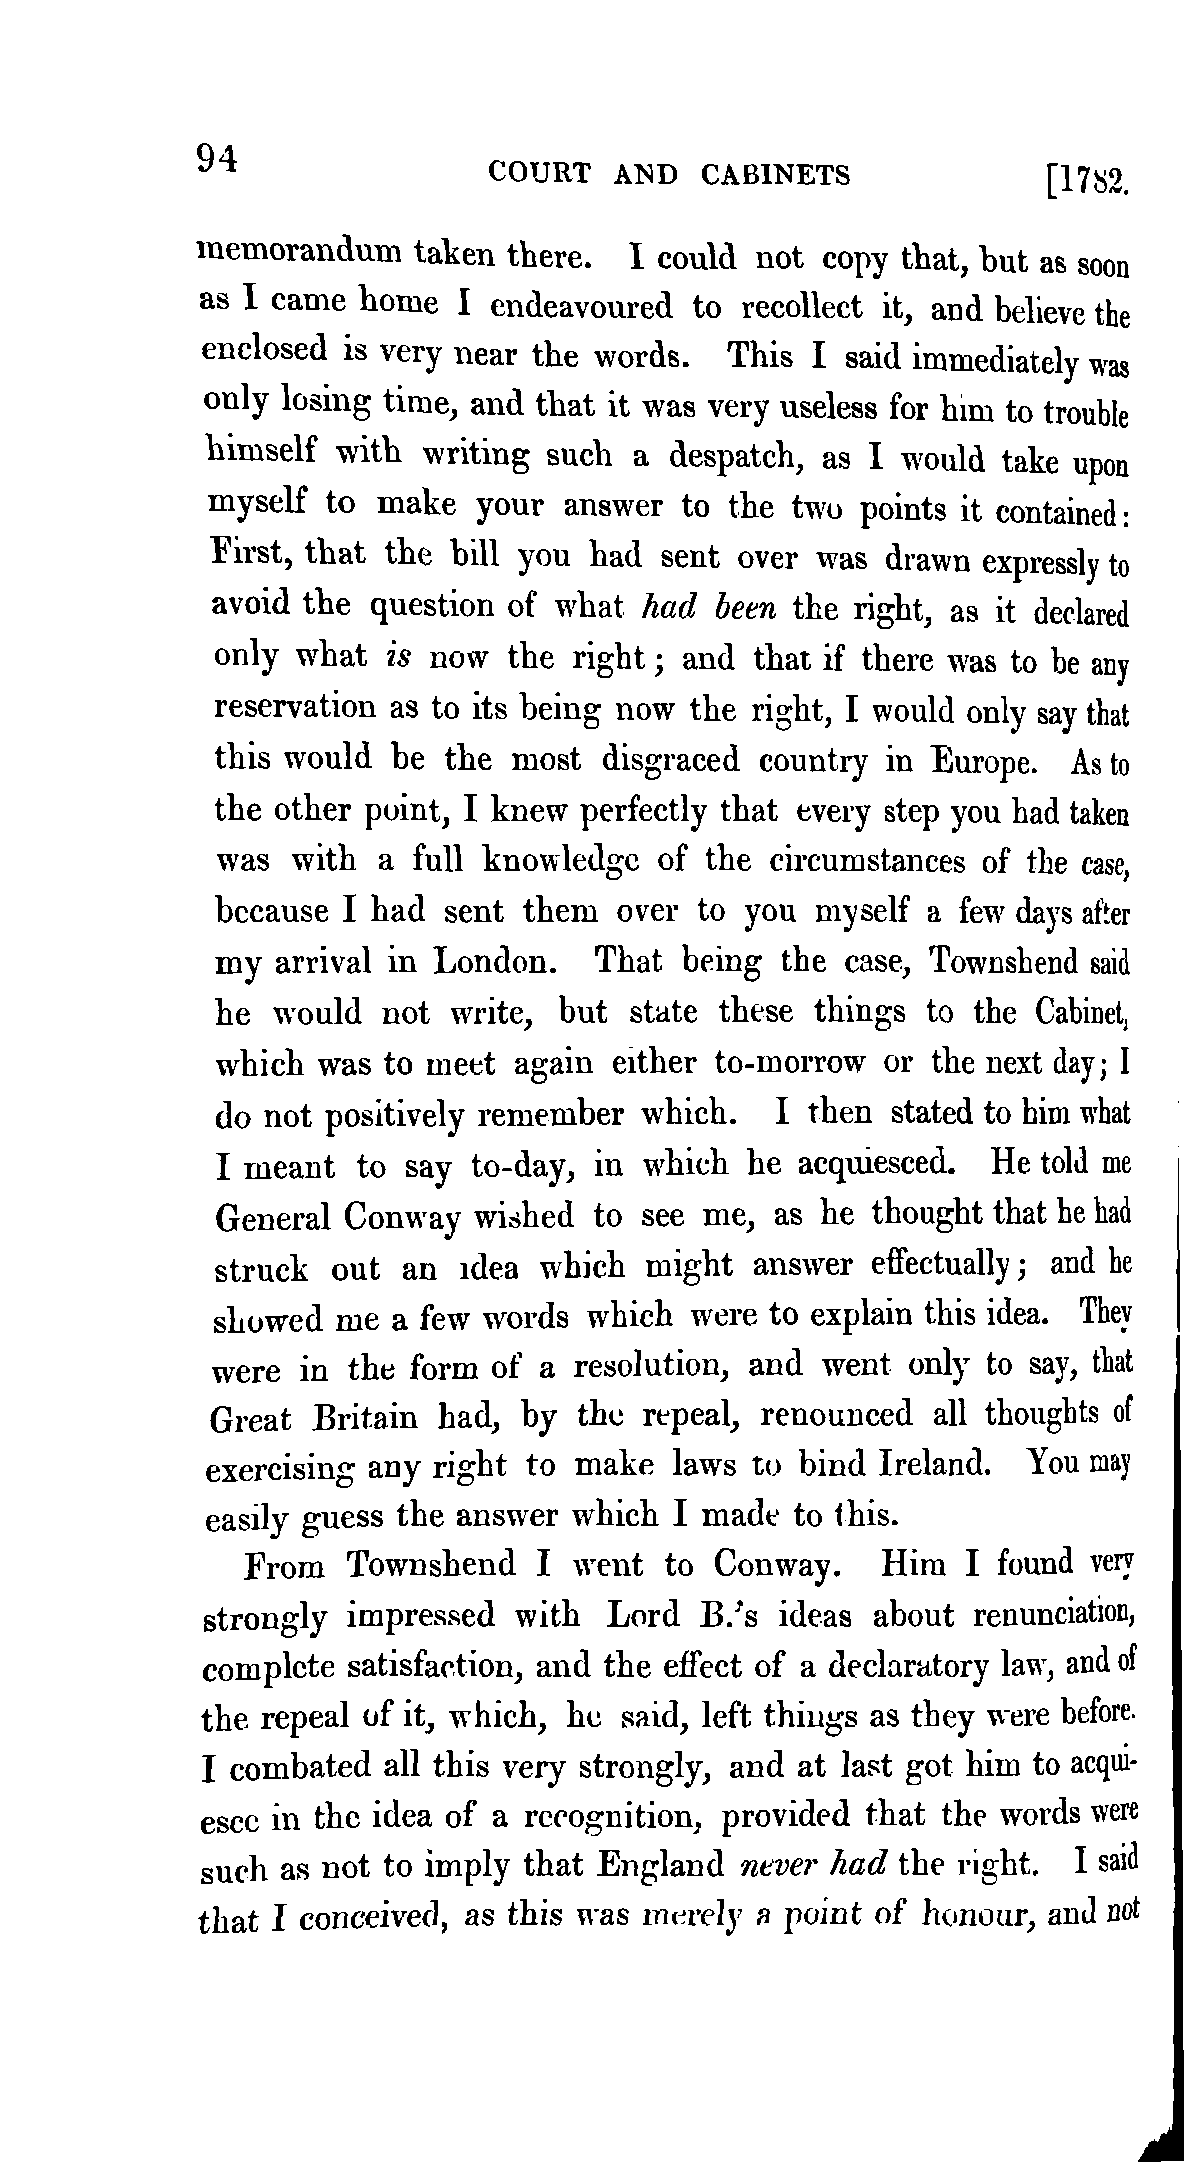 94 COURT AND CABINETS [1782.
memorandum taken there. I could not copy that, but as soon
as I came home I endeavoured to recollect it, and believe the
enclosed is very near the words. This I said immediately was
only losing time, and that it was very useless for him to trouble
himself with writing such a despatch, as I would take upon
myself to make your answer to the two points it contained:
First, that the bill you had sent over was drawn expressly to
avoid the question of what had been the right, as it declared
only what is now the right; and that if there was to be any
reservation as to its being now the right, I would only say that
this would be the most disgraced country in Europe. As to
the other point, I knew perfectly that every step you had taken
was with a full knowledge of the circumstances of the case,
because I had sent them over to you myself a few days after
my arrival in London. That being the case, Townshend said
he would not write, but state these things to the Cabinet,
which was to meet again either to-morrow or the next day; I
do not positively remember which. I then stated to him what
I meant to say to-day, in which he acquiesced. He told me
General Conway wished to see me, as he thought that he had
struck out an idea which might answer effectually; and he
showed me a few words which were to explain this idea. They
were in the form of a resolution, and went only to say, that
Great Britain had, by the repeal, renounced all thoughts of
exercising any right to make laws to bind Ireland. You may
easily guess the answer which I made to this.
From Townshend I went to Conway. Him I found very
strongly impressed with Lord B.'s ideas about renunciation,
complete satisfaction, and the effect of a declaratory law, and of
the repeal of it, which, he said, left things as they were before.
I combated all this very strongly, and at last got him to acqui-
esce in the idea of a recognition, provided that the words were
such as not to imply that England never had the right. I said
that I conceived, as this was merely a point of honour, and not